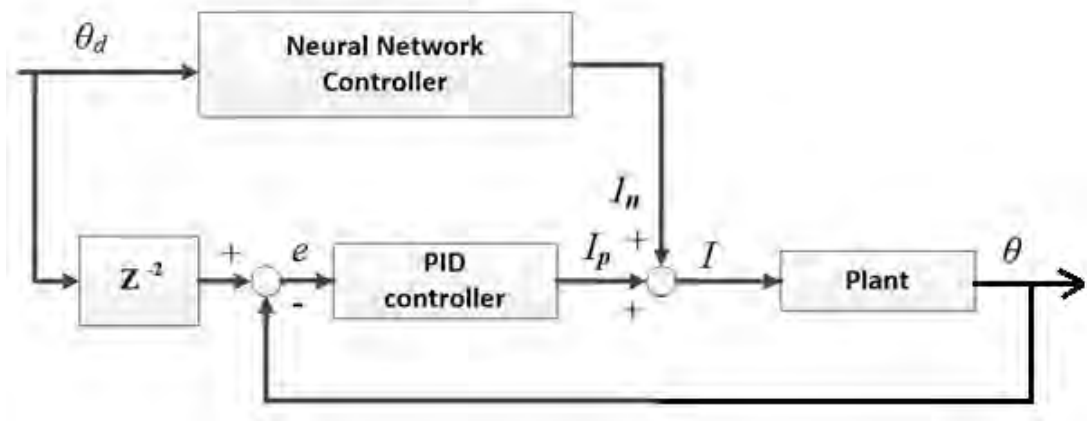 θd
Neural Network
Controller
In
+
e
PID
controller
Ip
+
I
Plant
θ
Z -2
+
-